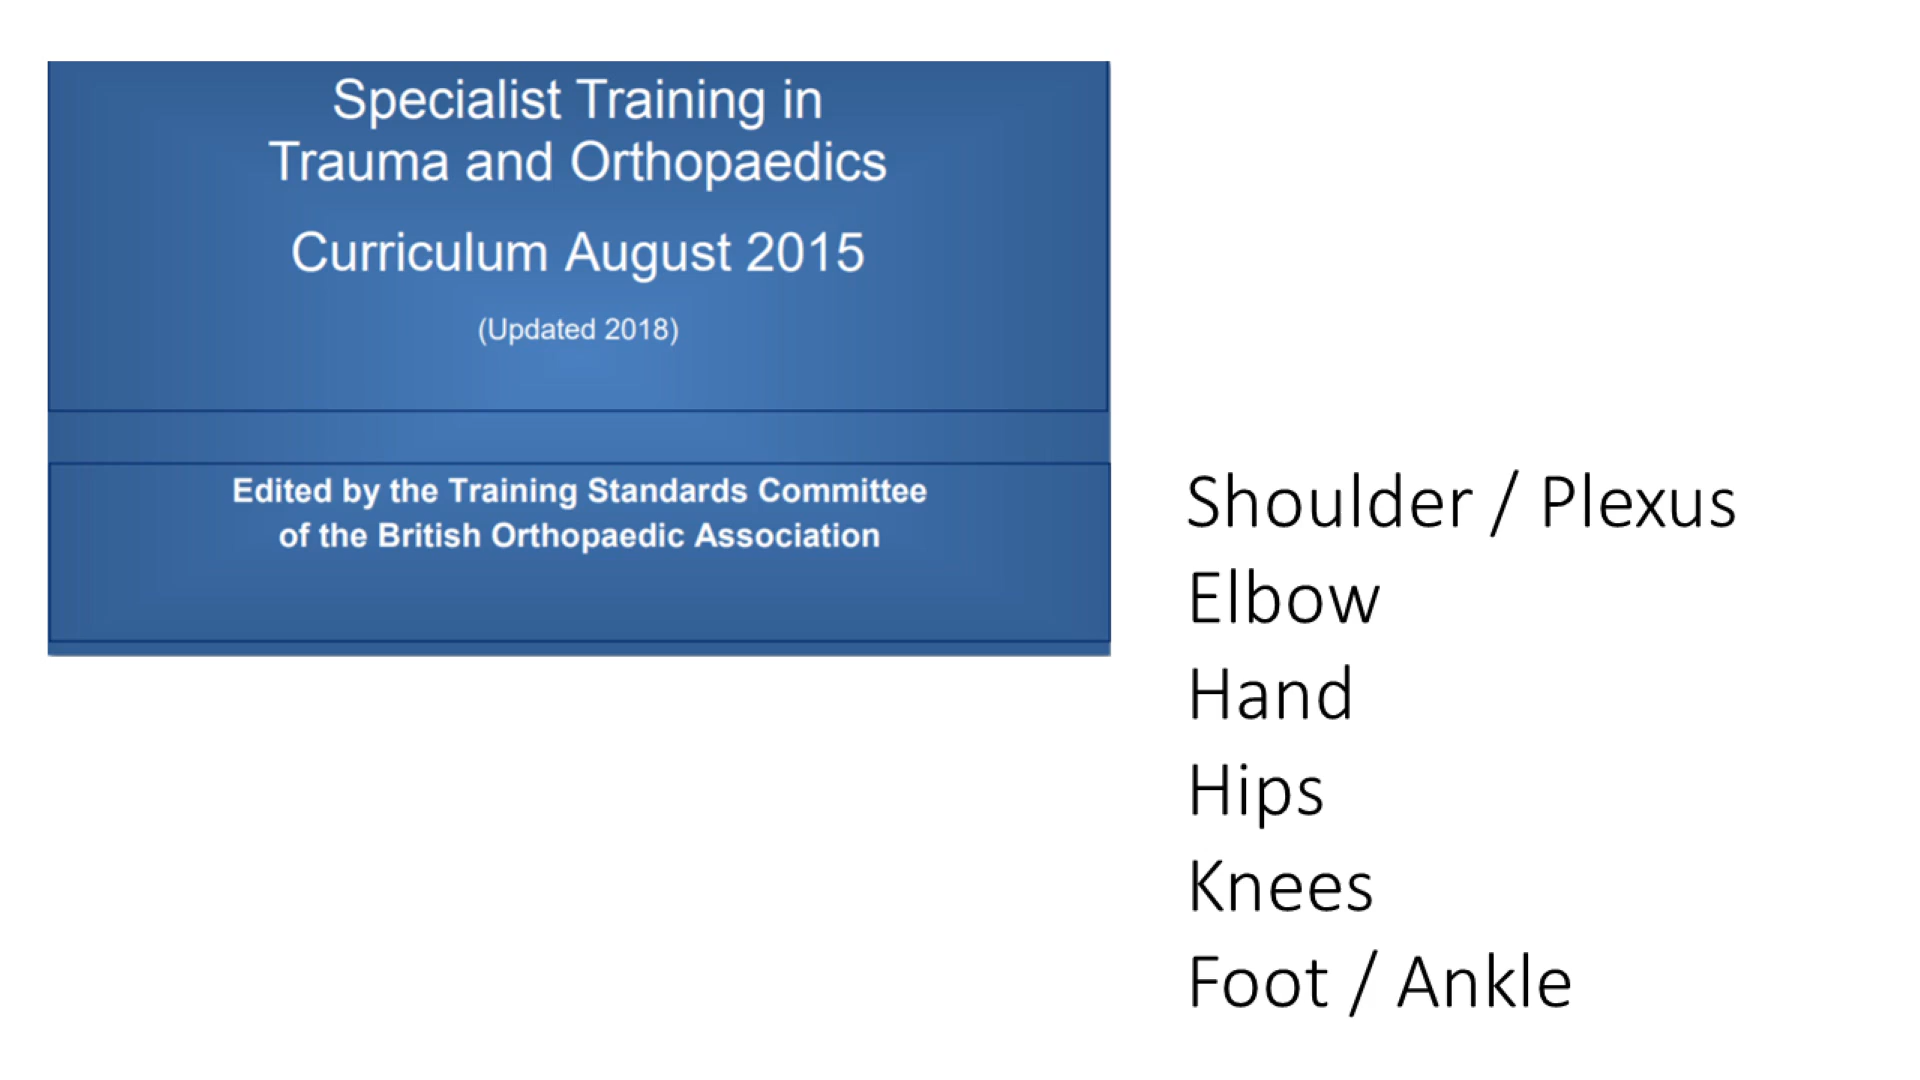 Specialist Training in
Trauma and Orthopaedics
Curriculum August 2015
(Updated 2018)
Edited by the Training Standards Committee
of the British Orthopaedic Association
Shoulder / Plexus
Elbow
Hand
Hips
Knees
Foot / Ankle